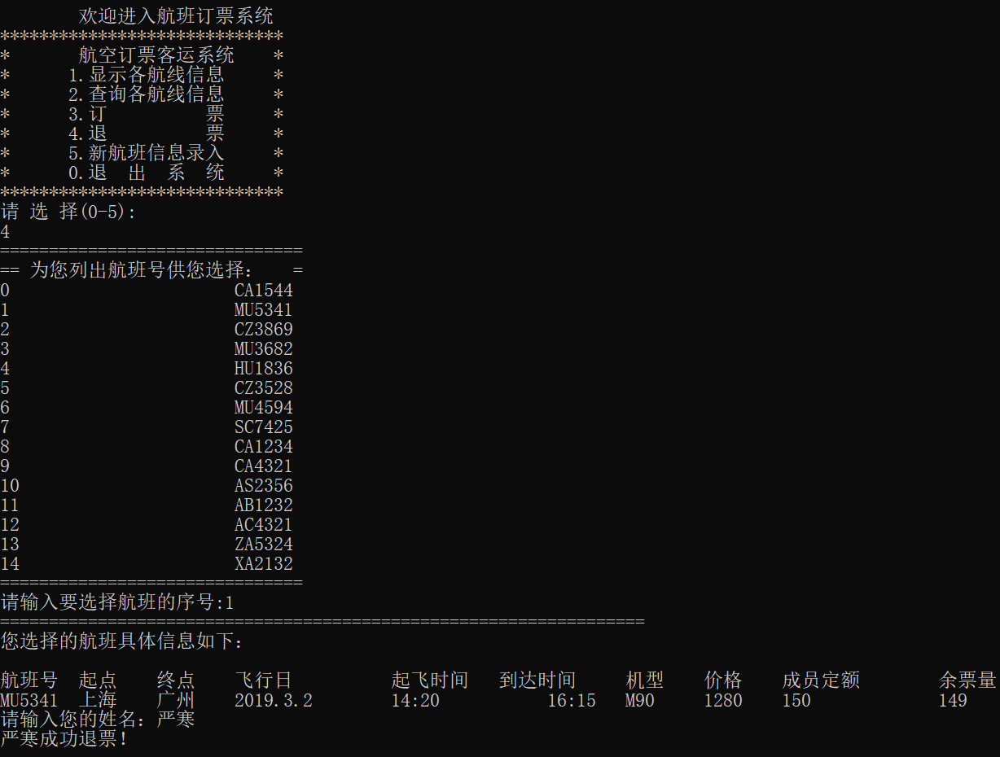 欢迎进入航班订票系统
*****************************
* 航空订票客运系统 *
* 1.显示各航线信息 *
* 2.查询各航线信息 *
* 3.订 票 *
* 4.退 票 *
* 5.新航班信息录入 *
* 0.退 出 系 统 *
*****************************
请 选 择(0-5):
4
===============================
== 为您列出航班号供您选择： =
0 CA1544
1 MU5341
2 CZ3869
3 MU3682
4 HU1836
5 CZ3528
6 MU4594
7 SC7425
8 CA1234
9 CA4321
10 AS2356
11 AB1232
12 AC4321
13 ZA5324
14 XA2132
===============================
请输入要选择航班的序号:1
==================================================================
您选择的航班具体信息如下：
航班号 起点 终点 飞行日 起飞时间 到达时间 机型 价格 成员定额 余票量
MU5341 上海 广州 2019.3.2 14:20 16:15 M90 1280 150 149
请输入您的姓名：严寒
严寒成功退票！